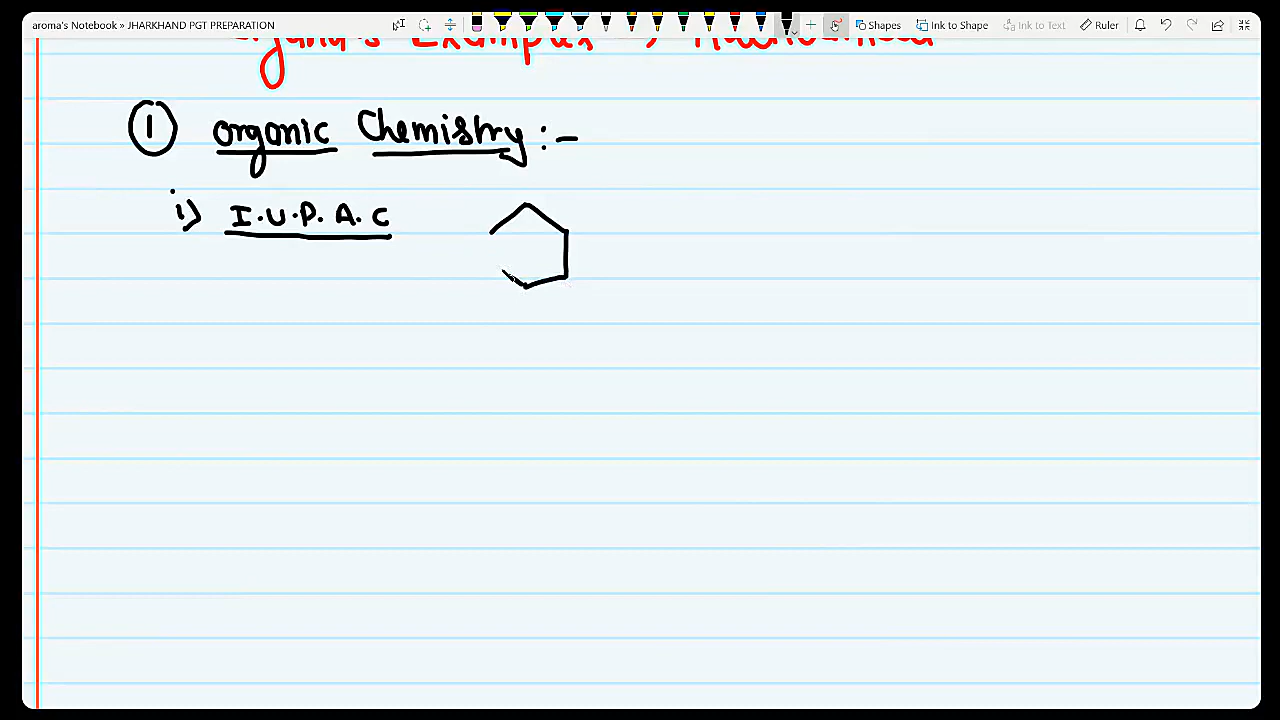 aroma's Notebook » JHARKHAND PGT PREPARATION
Shapes Ink to Shape Ink to Text Ruler
1 organic Chemistry :-
i) I.U.P.A.C